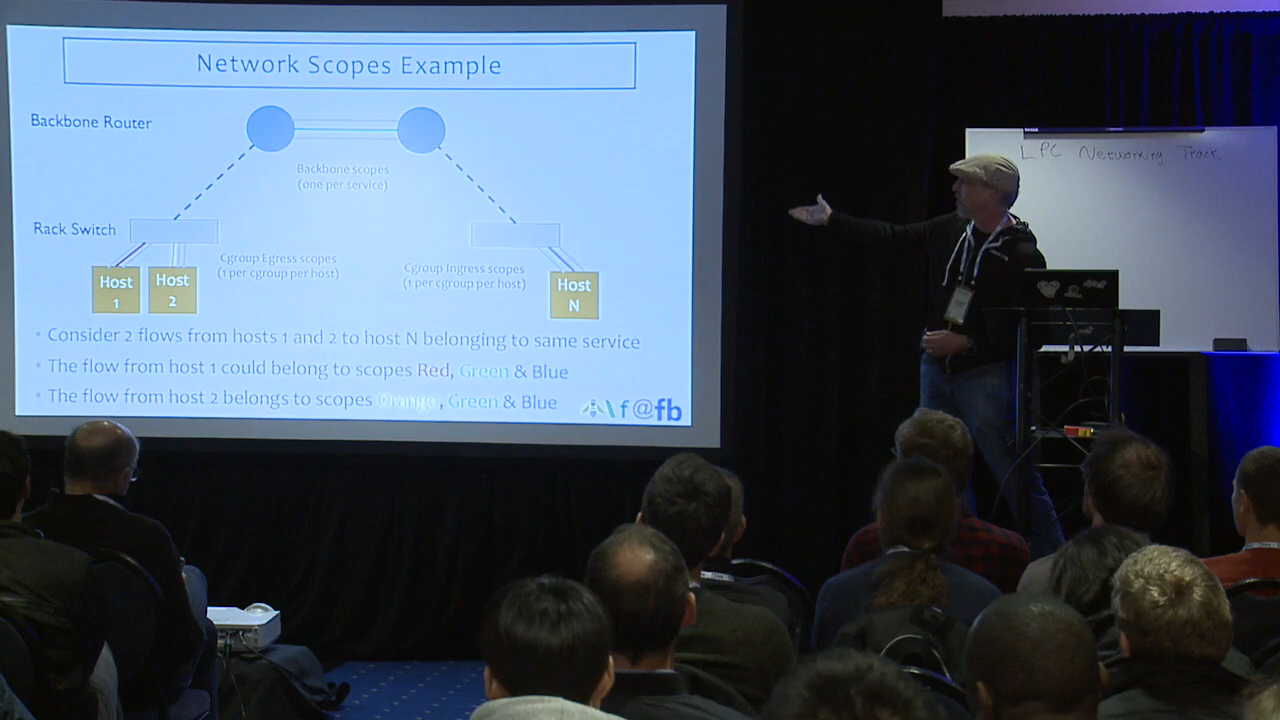 Network Scopes Example
Backbone Router
Backbone scopes
(one per service)
Rack Switch
Cgroup Egress scopes
(1 per cgroup per host)
Cgroup Ingress scopes
(1 per cgroup per host)
Host
1
Host
2
Host
N
• Consider 2 flows from hosts 1 and 2 to host N belonging to same service
• The flow from host 1 could belong to scopes Red, Green & Blue
• The flow from host 2 belongs to scopes Orange, Green & Blue
f@fb
LPC Networking Track